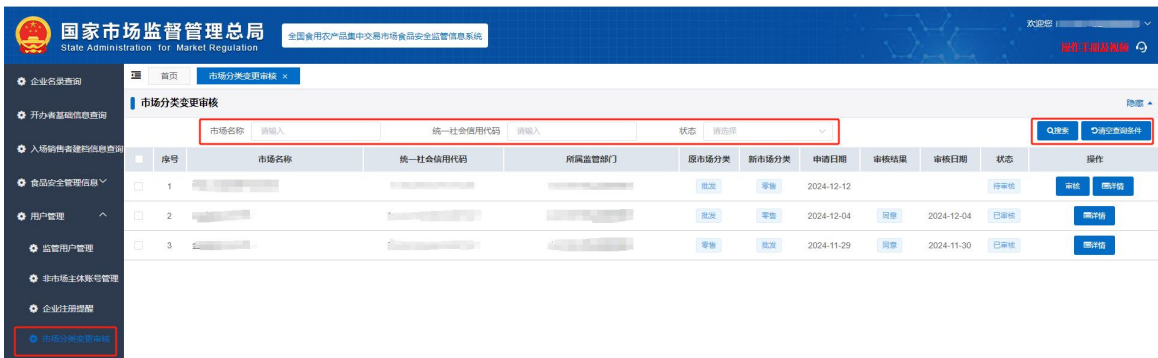 国家市场监督管理总局
State Administration for Market Regulation
全国食用农产品集中交易市场食品安全监管信息系统
欢迎您
操作手册及视频
企业名录查询
开办者基础信息查询
入场销售者建档信息查询
食品安全管理信息
用户管理
监管用户管理
非市场主体账号管理
企业注册提醒
市场分类变更审核
首页 市场分类变更审核 ×
市场分类变更审核 隐藏
市场名称 请输入 统一社会信用代码 请输入 状态 请选择 搜索 清空查询条件
序号 市场名称 统一社会信用代码 所属监管部门 原市场分类 新市场分类 申请日期 审核结果 审核日期 状态 操作
1 批发 零售 2024-12-12 待审核 审核 详情
2 批发 零售 2024-12-04 同意 2024-12-04 已审核 详情
3 零售 批发 2024-11-29 同意 2024-11-30 已审核 详情